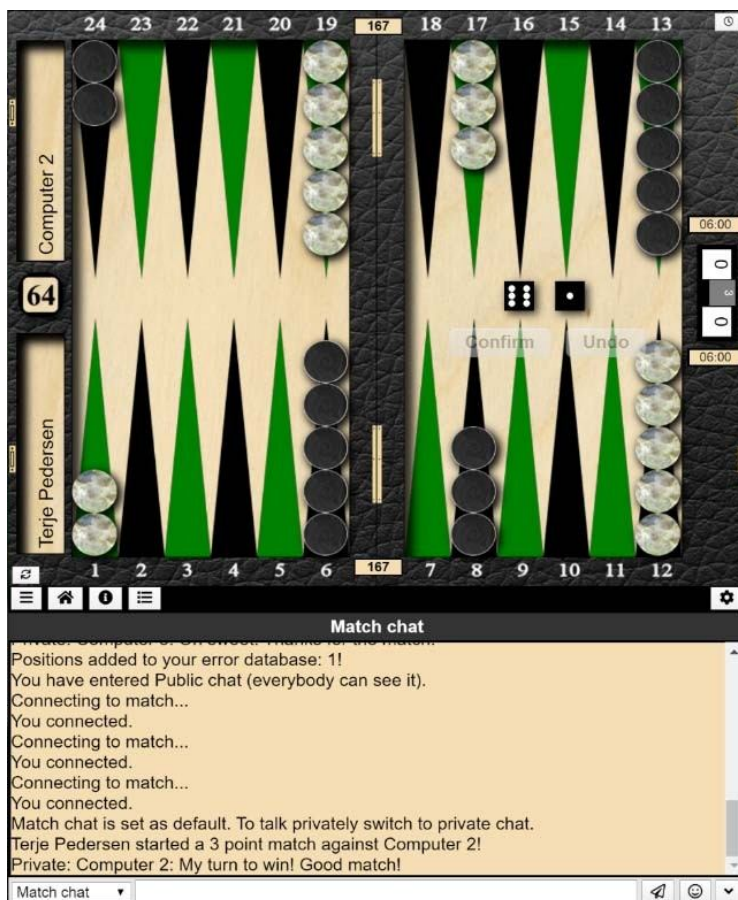 24 23 22 21 20 19 167 18 17 16 15 14 13
Computer 2
06:00
0
3
0
64
Confirm Undo
06:00
Terje Pedersen
1 2 3 4 5 6 167 7 8 9 10 11 12
Match chat
Positions added to your error database: 1!
You have entered Public chat (everybody can see it).
Connecting to match...
You connected.
Connecting to match...
You connected.
Connecting to match...
You connected.
Match chat is set as default. To talk privately switch to private chat.
Terje Pedersen started a 3 point match against Computer 2!
Private: Computer 2: My turn to win! Good match!
Match chat